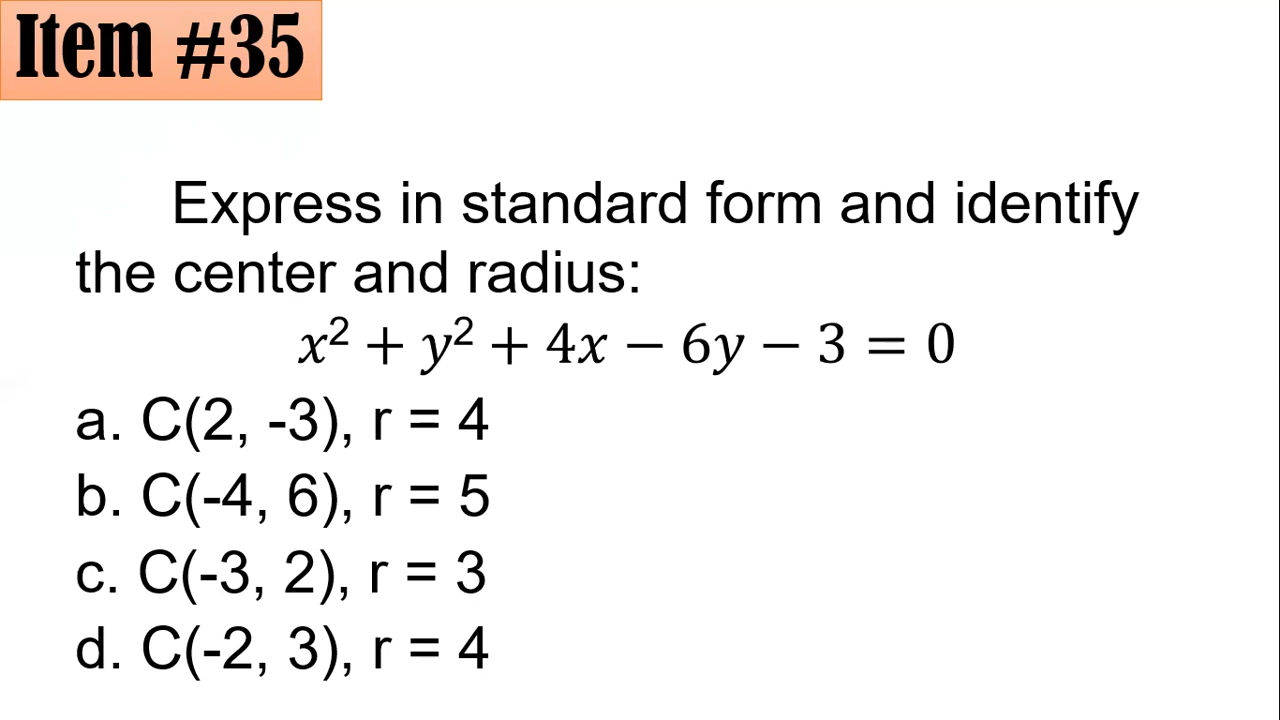 Item #35
Express in standard form and identify
the center and radius:
x² + y² + 4x − 6y − 3 = 0
a. C(2, -3), r = 4
b. C(-4, 6), r = 5
c. C(-3, 2), r = 3
d. C(-2, 3), r = 4